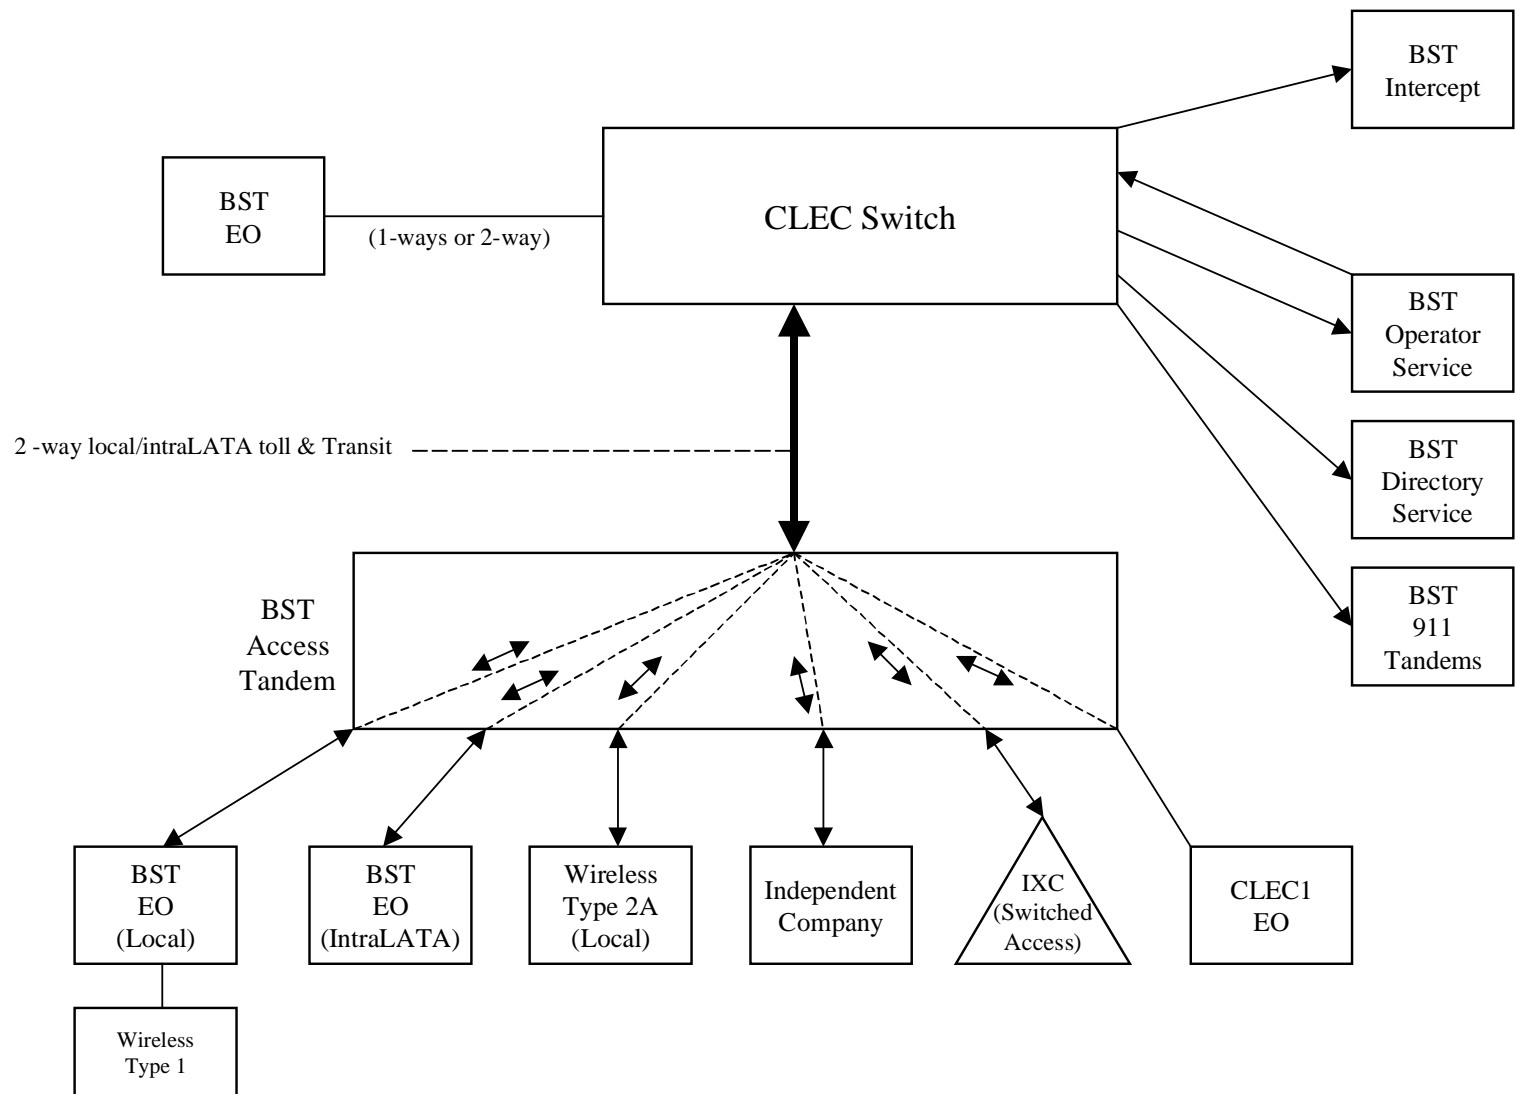 BST
Intercept
BST
EO
(1-ways or 2-way)
CLEC Switch
BST
Operator
Service
2 -way local/intraLATA toll & Transit
BST
Directory
Service
BST
Access
Tandem
BST
911
Tandems
BST
EO
(Local)
BST
EO
(IntraLATA)
Wireless
Type 2A
(Local)
Independent
Company
IXC
(Switched
Access)
CLEC1
EO
Wireless
Type 1